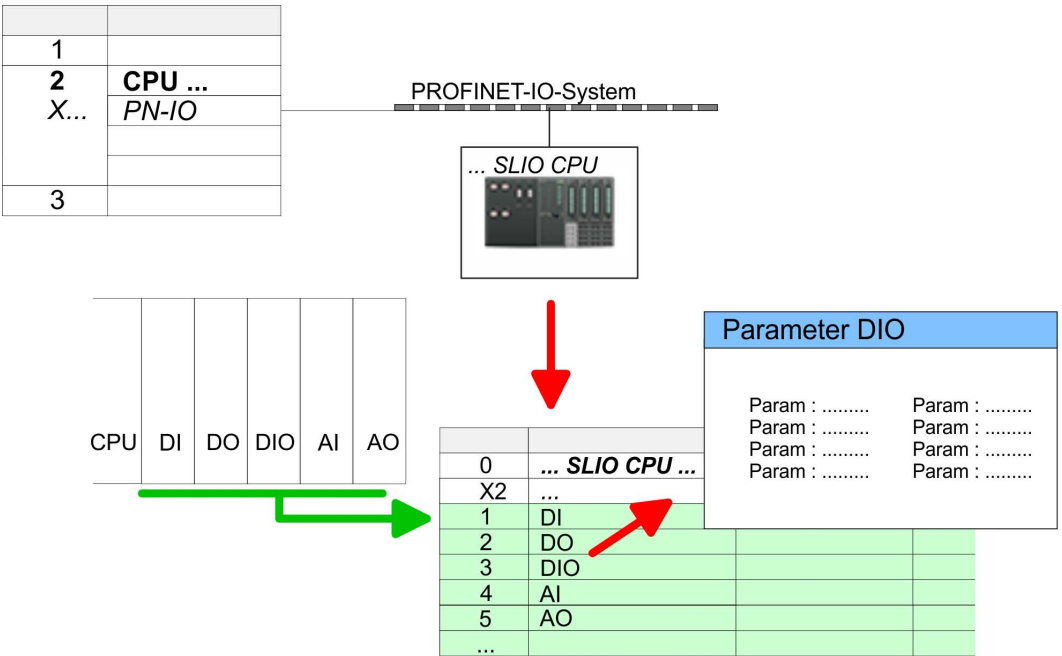 1
2 CPU ...
X... PN-IO
3
PROFINET-IO-System
... SLIO CPU
CPU DI DO DIO AI AO
Parameter DIO
Param : ......... Param : .........
Param : ......... Param : .........
Param : ......... Param : .........
Param : ......... Param : .........
0 ... SLIO CPU ...
X2 ...
1 DI
2 DO
3 DIO
4 AI
5 AO
...